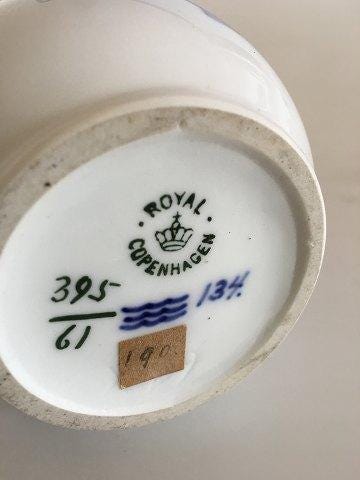 ROYAL
COPENHAGEN
395
61
134.
190.